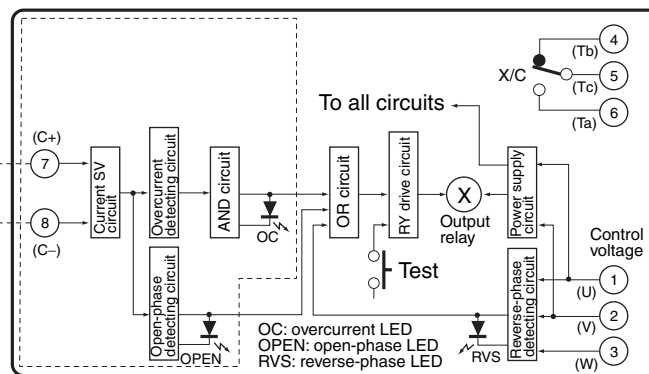 4
(Tb)
X/C
5
(Tc)
6
(Ta)
To all circuits
(C+)
7
8
(C−)
Current SV
circuit
Overcurrent
detecting circuit
AND circuit
OC
OR circuit
RY drive circuit
X
Output
relay
Power supply
circuit
Control
voltage
Test
Open-phase
detecting circuit
OPEN
OC: overcurrent LED
OPEN: open-phase LED
RVS: reverse-phase LED
RVS
Reverse-phase
detecting circuit
1
(U)
2
(V)
3
(W)